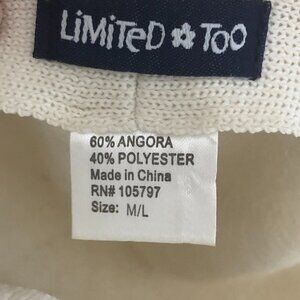 LiMiTeD TOO
60% ANGORA
40% POLYESTER
Made in China
RN# 105797
Size: M/L